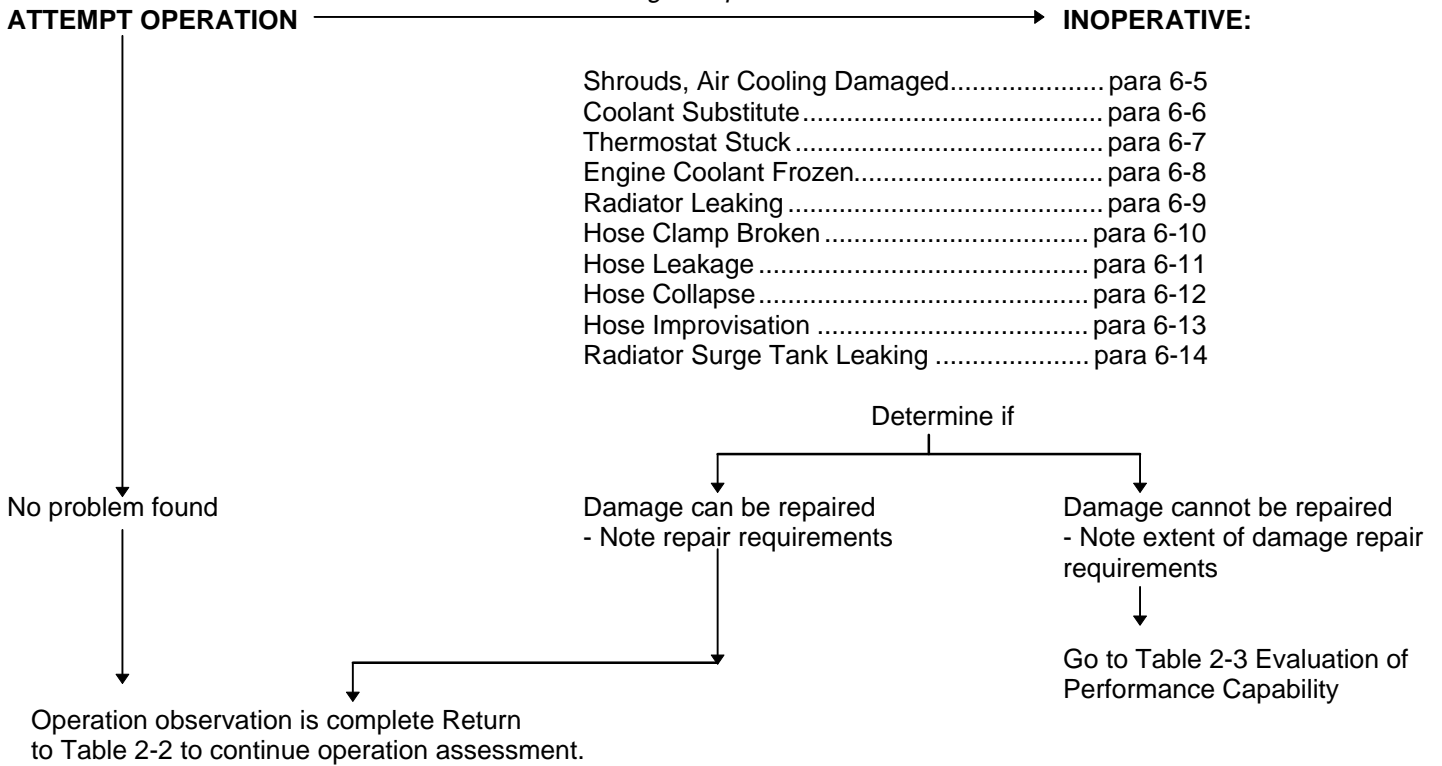 ATTEMPT OPERATION INOPERATIVE:
Shrouds, Air Cooling Damaged..................... para 6-5
Coolant Substitute......................................... para 6-6
Thermostat Stuck .......................................... para 6-7
Engine Coolant Frozen.................................. para 6-8
Radiator Leaking ........................................... para 6-9
Hose Clamp Broken .................................... para 6-10
Hose Leakage ............................................. para 6-11
Hose Collapse............................................. para 6-12
Hose Improvisation ..................................... para 6-13
Radiator Surge Tank Leaking ..................... para 6-14
Determine if
No problem found
Damage can be repaired
- Note repair requirements
Damage cannot be repaired
- Note extent of damage repair
requirements
Go to Table 2-3 Evaluation of
Performance Capability
Operation observation is complete Return
to Table 2-2 to continue operation assessment.